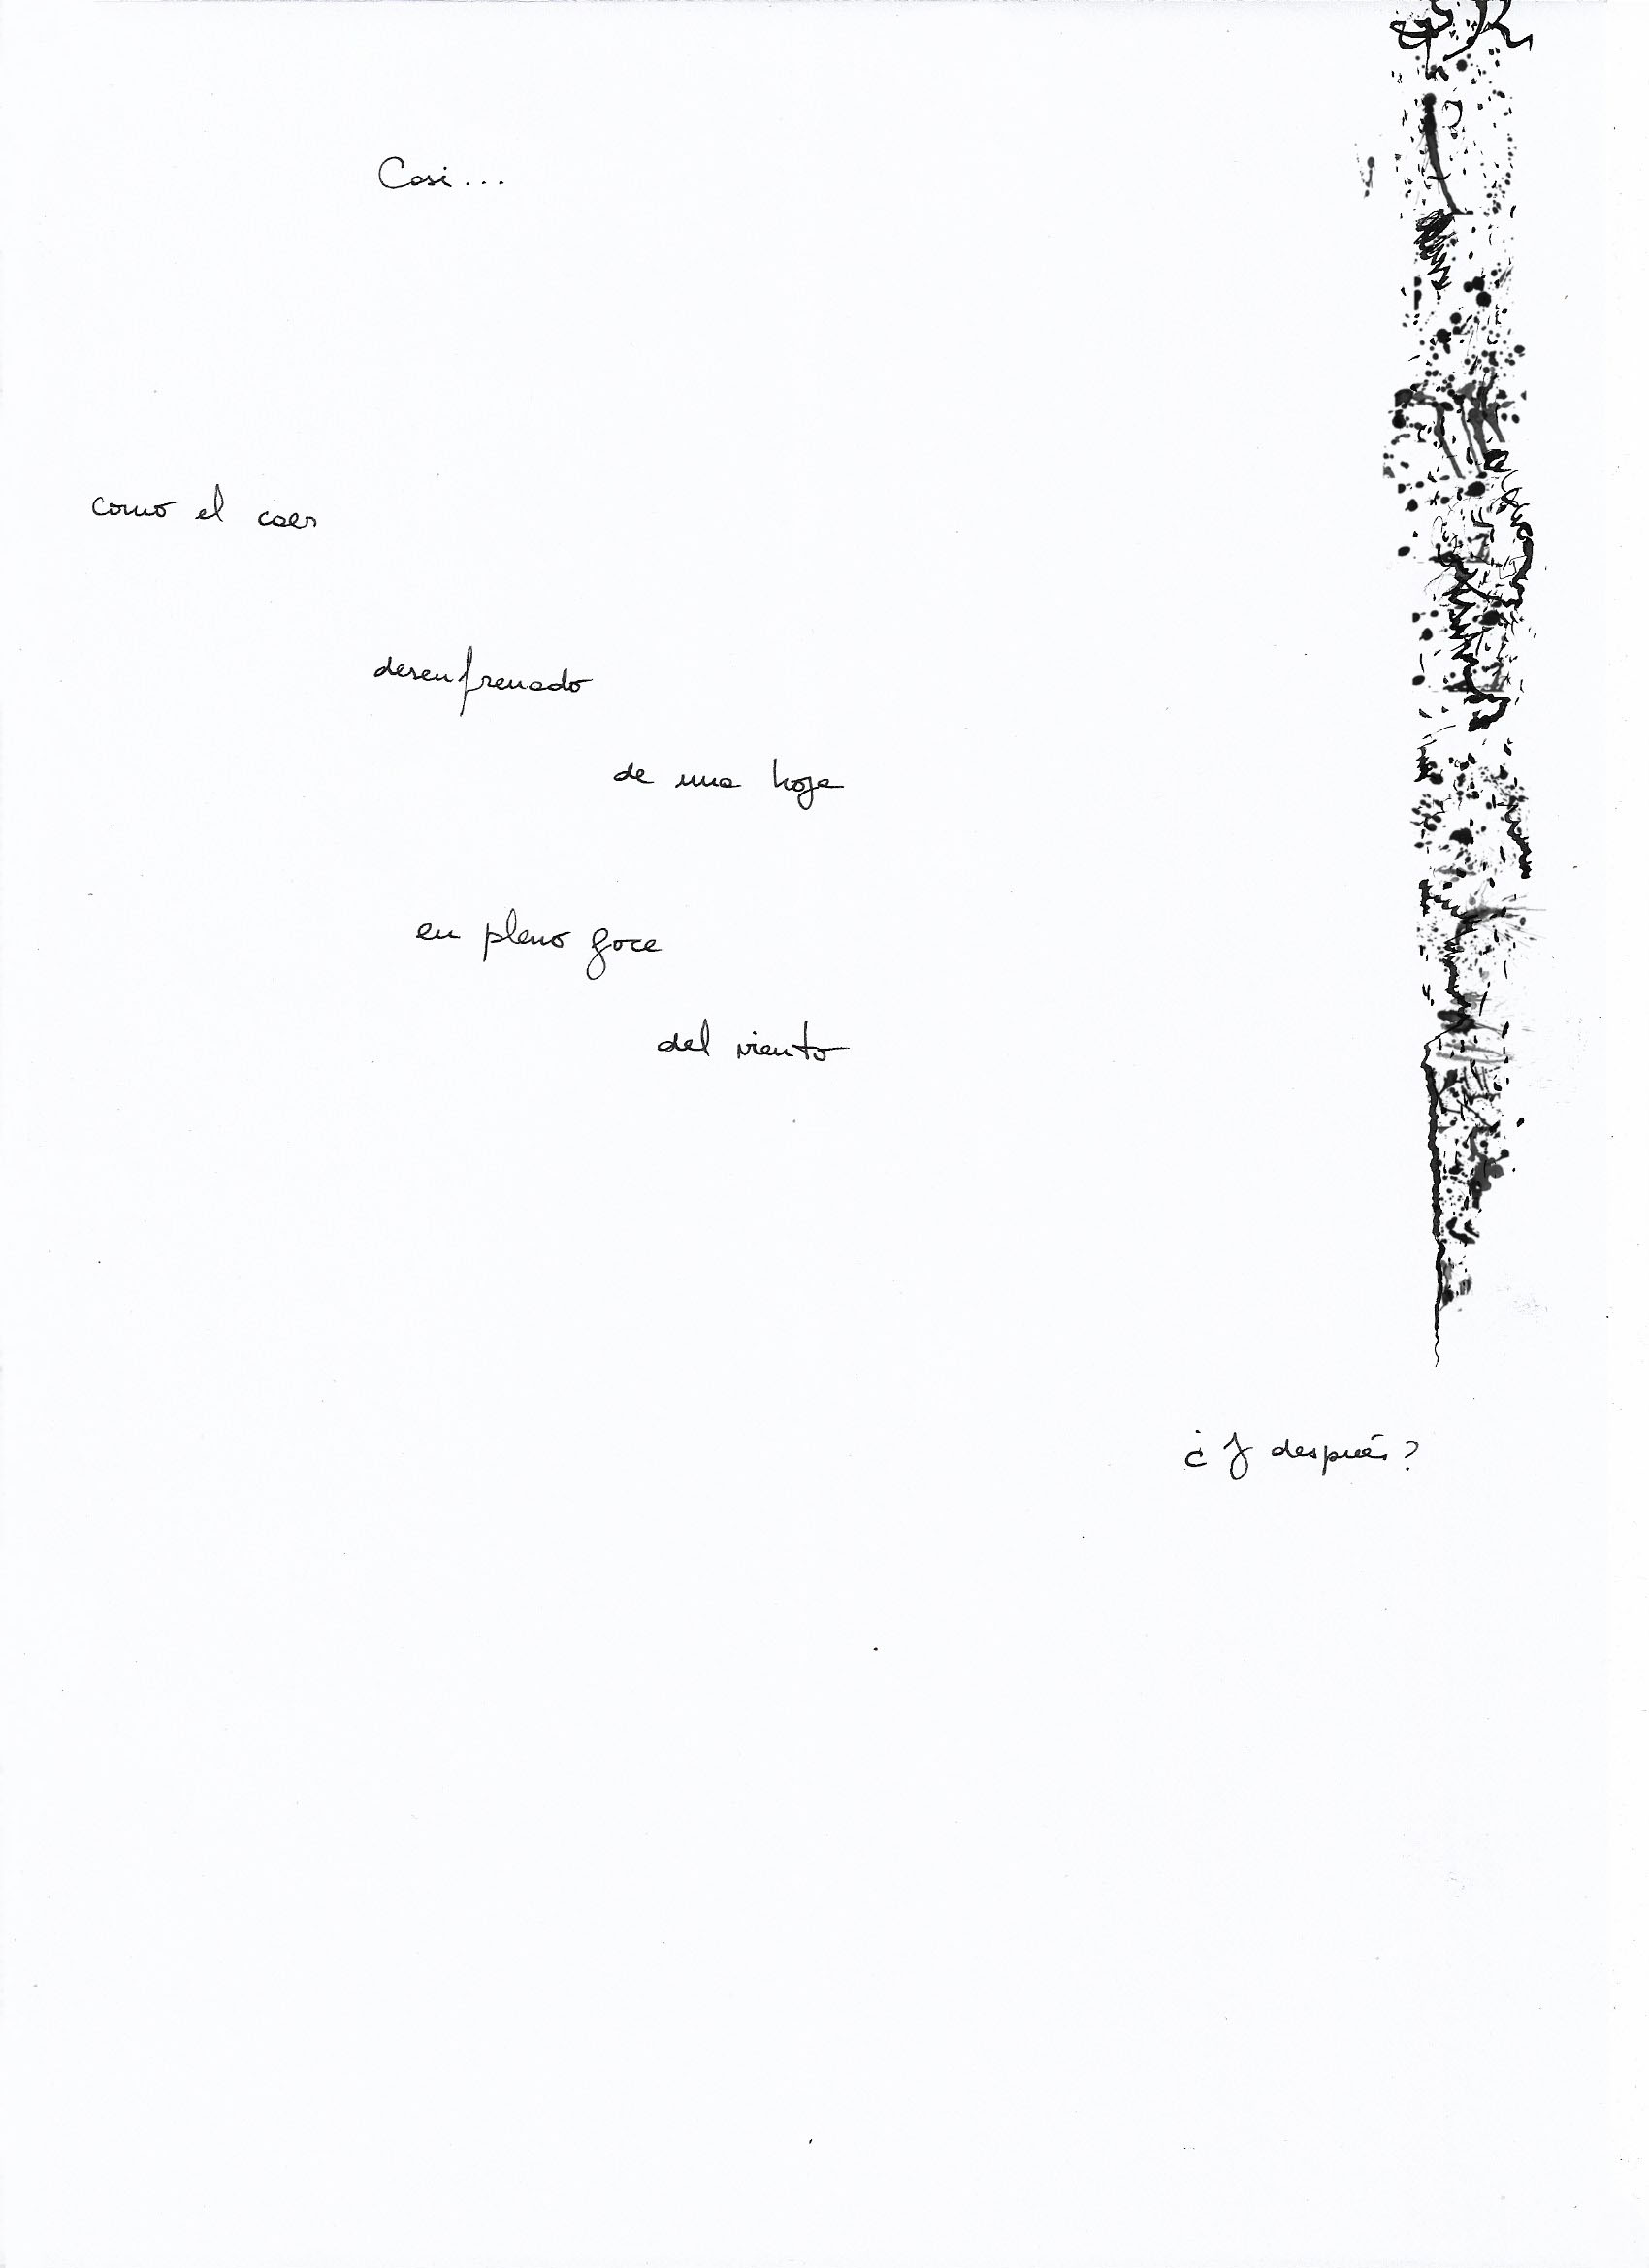 Casi...
como el caer
desenfrenado
de una hoja
en pleno goce
del viento
¿Y después?